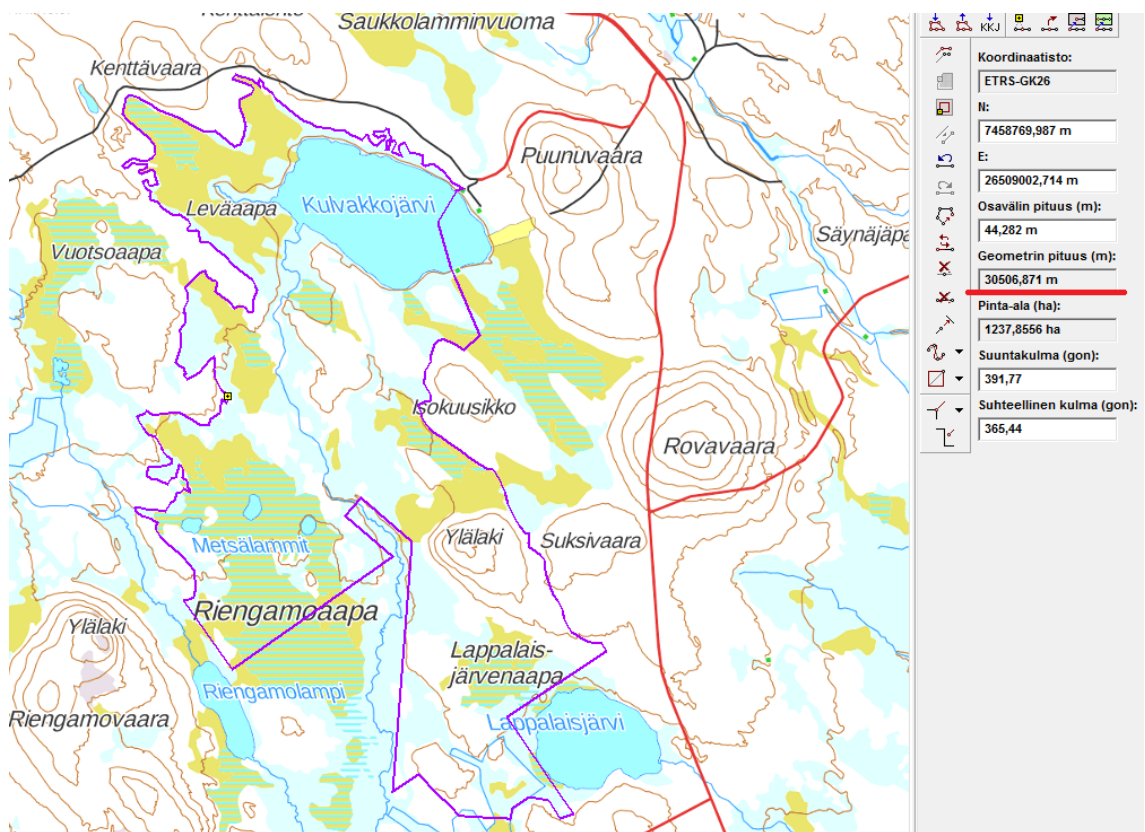 Saukkolamminvuoma
Kenttävaara
Puunuvaara
Leväaapa
Kulvakkojärvi
Vuotsoaapa
Isokuusikko
Rovavaara
Metsälammit
Ylälaki
Suksivaara
Riengamoaapa
Ylälaki
Lappalais-
järvenaapa
Riengamolampi
Riengamovaara
Lappalaisjärvi
KKJ
Koordinaatisto:
ETRS-GK26
N:
7458769,987 m
E:
26509002,714 m
Osavälin pituus (m):
44,282 m
Geometrin pituus (m):
30506,871 m
Pinta-ala (ha):
1237,8556 ha
Suuntakulma (gon):
391,77
Suhteellinen kulma (gon):
365,44